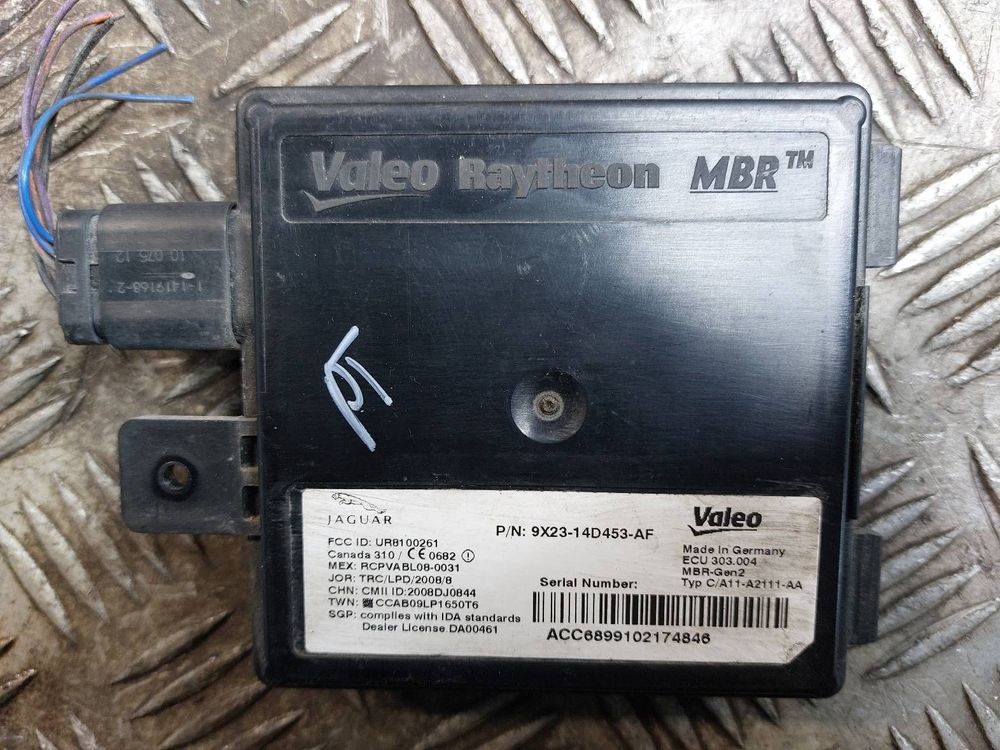 Valeo Raytheon MBR™
10 075 12
1-1419168-2
JAGUAR
P/N: 9X23-14D453-AF
Valeo
FCC ID: UR8100261
Canada 310 / CE 0682
MEX: RCPVABL08-0031
JOR: TRC/LPD/2008/8
CHN: CMII ID:2008DJ0844
TWN: CCAB09LP1650T6
SGP: complies with IDA standards
Dealer License DA00461
Made in Germany
ECU 303.004
MBR-Gen2
Typ C/A11-A2111-AA
Serial Number:
ACC6899102174846